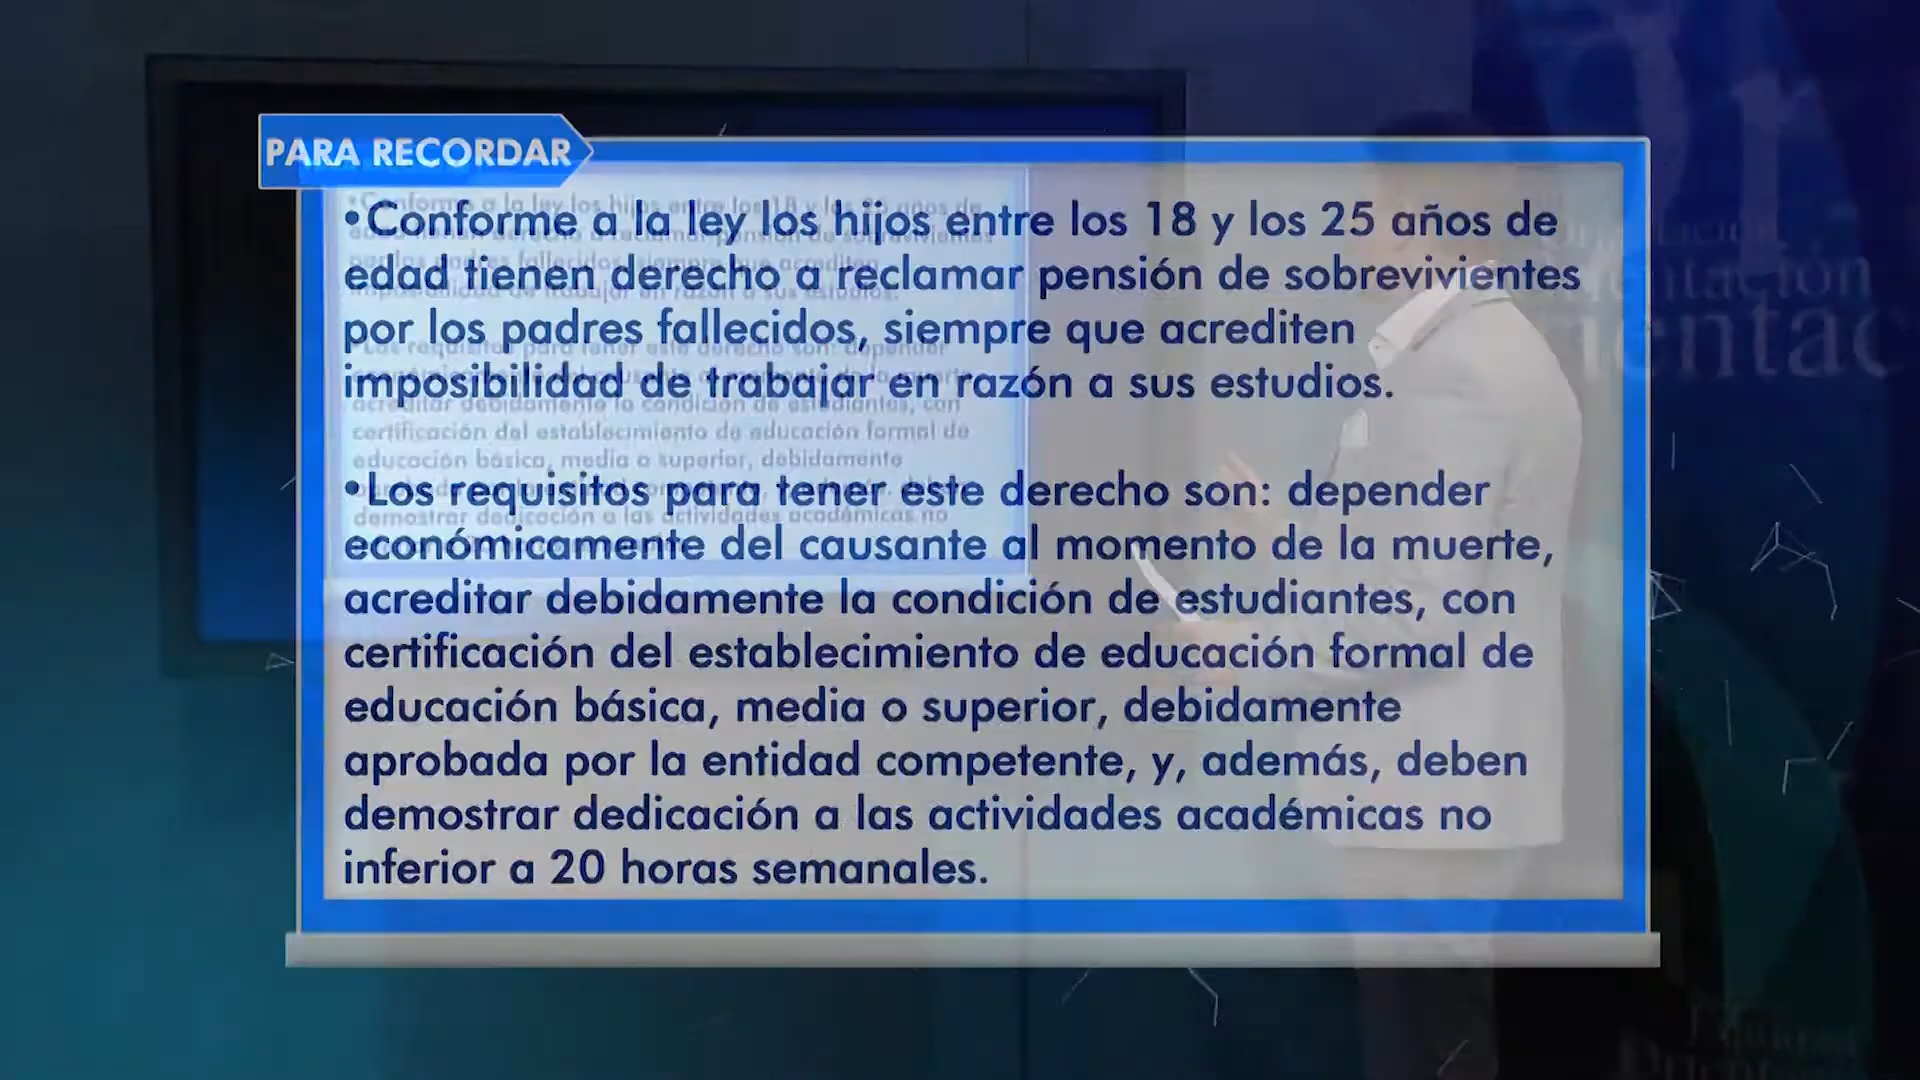 PARA RECORDAR
•Conforme a la ley los hijos entre los 18 y los 25 años de
edad tienen derecho a reclamar pensión de sobrevivientes
por los padres fallecidos, siempre que acrediten
imposibilidad de trabajar en razón a sus estudios.
•Los requisitos para tener este derecho son: depender
económicamente del causante al momento de la muerte,
acreditar debidamente la condición de estudiantes, con
certificación del establecimiento de educación formal de
educación básica, media o superior, debidamente
aprobada por la entidad competente, y, además, deben
demostrar dedicación a las actividades académicas no
inferior a 20 horas semanales.